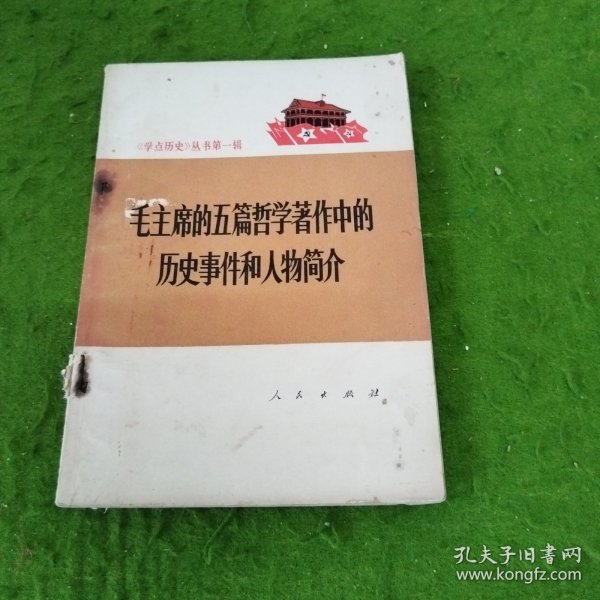 《学点历史》丛书第一辑
毛主席的五篇哲学著作中的
历史事件和人物简介
人民出版社
孔夫子旧书网
www.kongfz.com